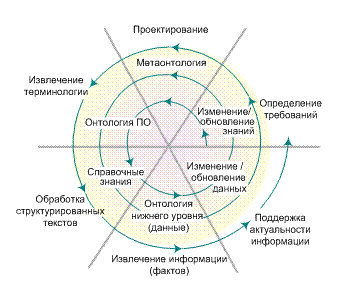 Проектирование
Метаонтология
Извлечение
терминологии
Определение
требований
Изменение/
обновление
знаний
Онтология ПО
Справочные
знания
Изменение /
обновление
данных
Онтология
нижнего уровня
(данные)
Обработка
структурированных
текстов
Поддержка
актуальности
информации
Извлечение информации
(фактов)